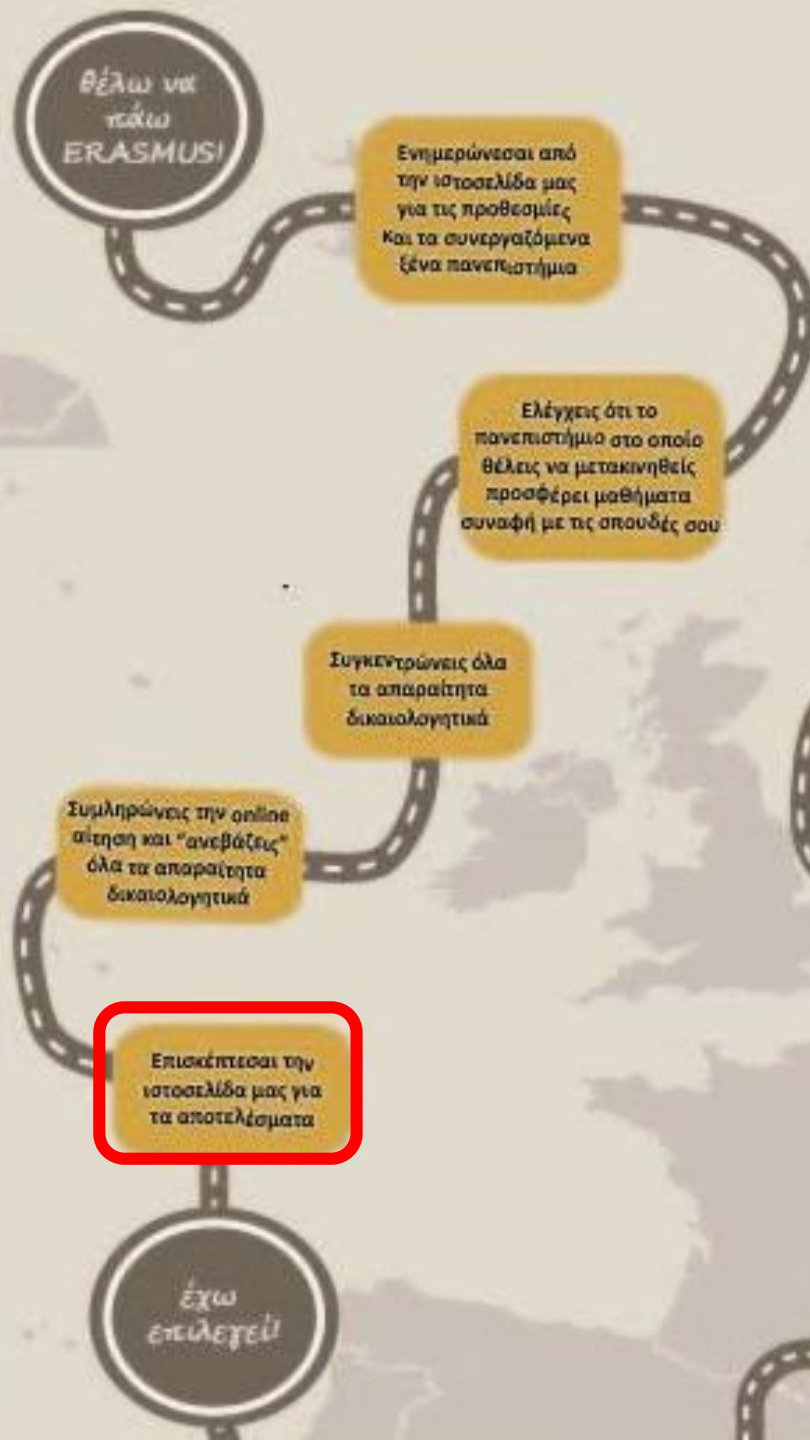 θέλω να
πάω
ERASMUS!
Ενημερώνεσαι από
την ιστοσελίδα μας
για τις προθεσμίες
και τα συνεργαζόμενα
ξένα πανεπιστήμια
Ελέγχεις ότι το
πανεπιστήμιο στο οποίο
θέλεις να μετακινηθείς
προσφέρει μαθήματα
συναφή με τις σπουδές σου
Συγκεντρώνεις όλα
τα απαραίτητα
δικαιολογητικά
Συμληρώνεις την online
αίτηση και “ανεβάζεις”
όλα τα απαραίτητα
δικαιολογητικά
Επισκέπτεσαι την
ιστοσελίδα μας για
τα αποτελέσματα
έχω
επιλεγεί!